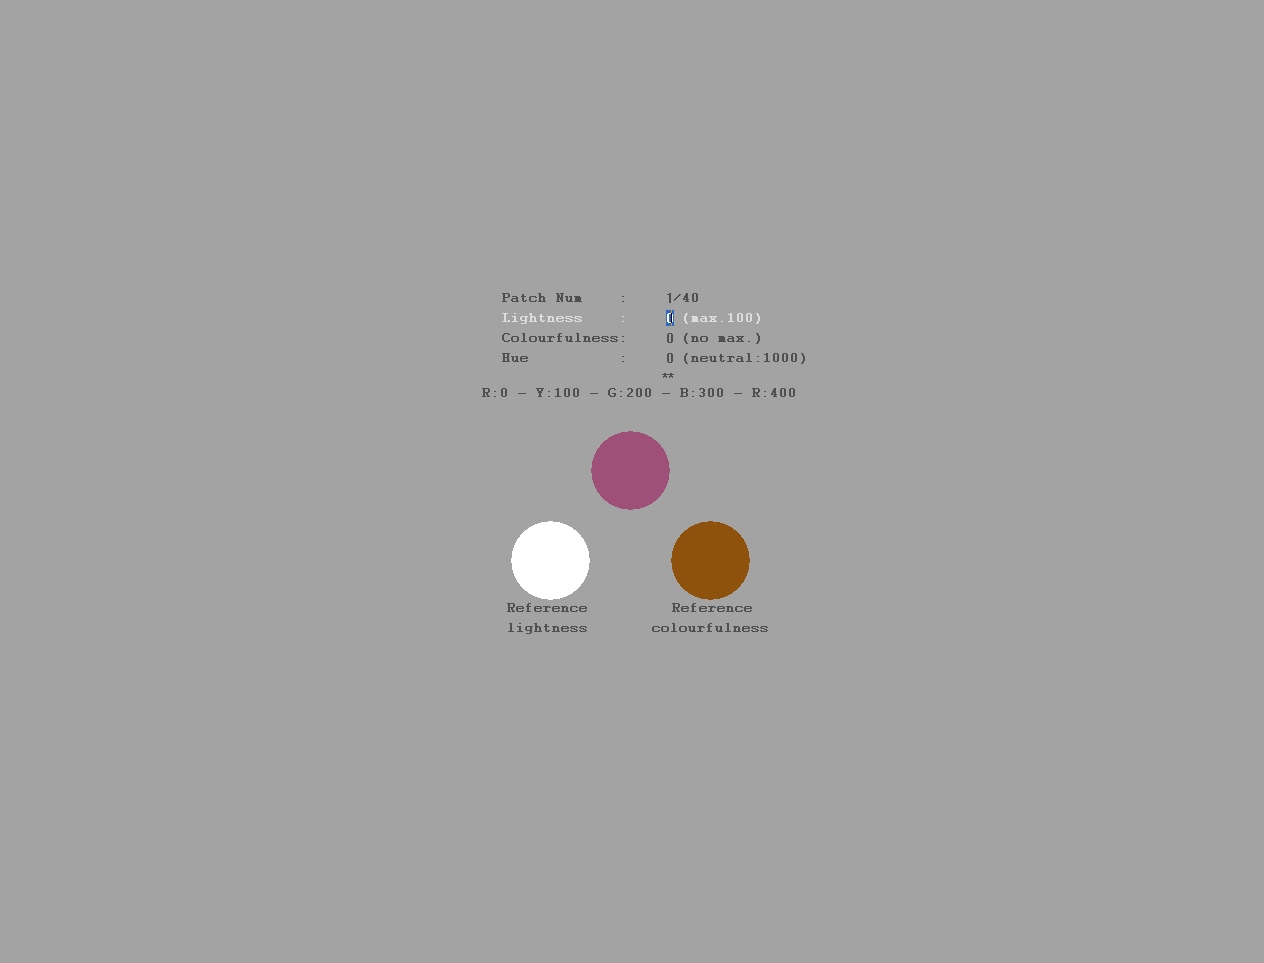 Patch Num : 1/40
Lightness : 0 (max.100)
Colourfulness: 0 (no max.)
Hue : 0 (neutral:1000)
**
R:0 — Y:100 — G:200 — B:300 — R:400
Reference lightness
Reference colourfulness